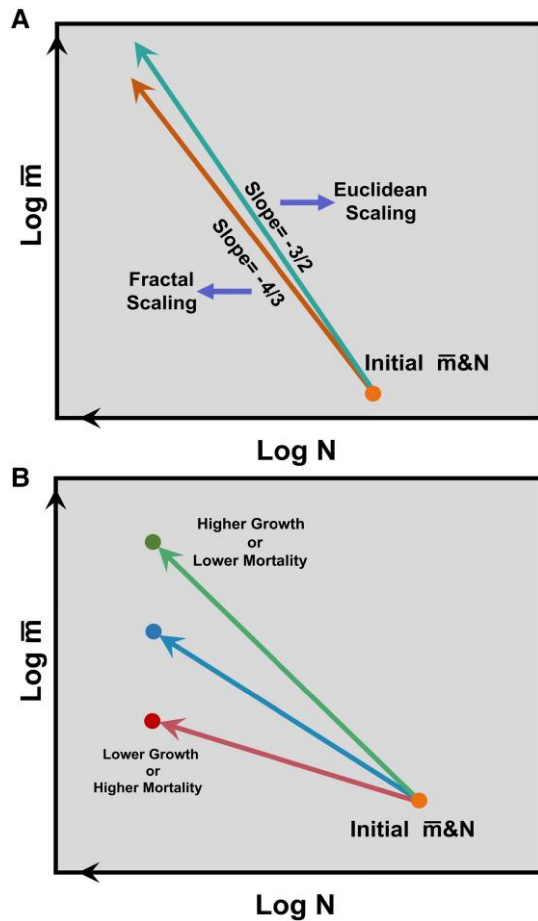 A
Log m̅
Euclidean
Scaling
Slope= -3/2
Slope= -4/3
Fractal
Scaling
Initial m̅&N
Log N
B
Log m̅
Higher Growth
or
Lower Mortality
Lower Growth
or
Higher Mortality
Initial m̅&N
Log N